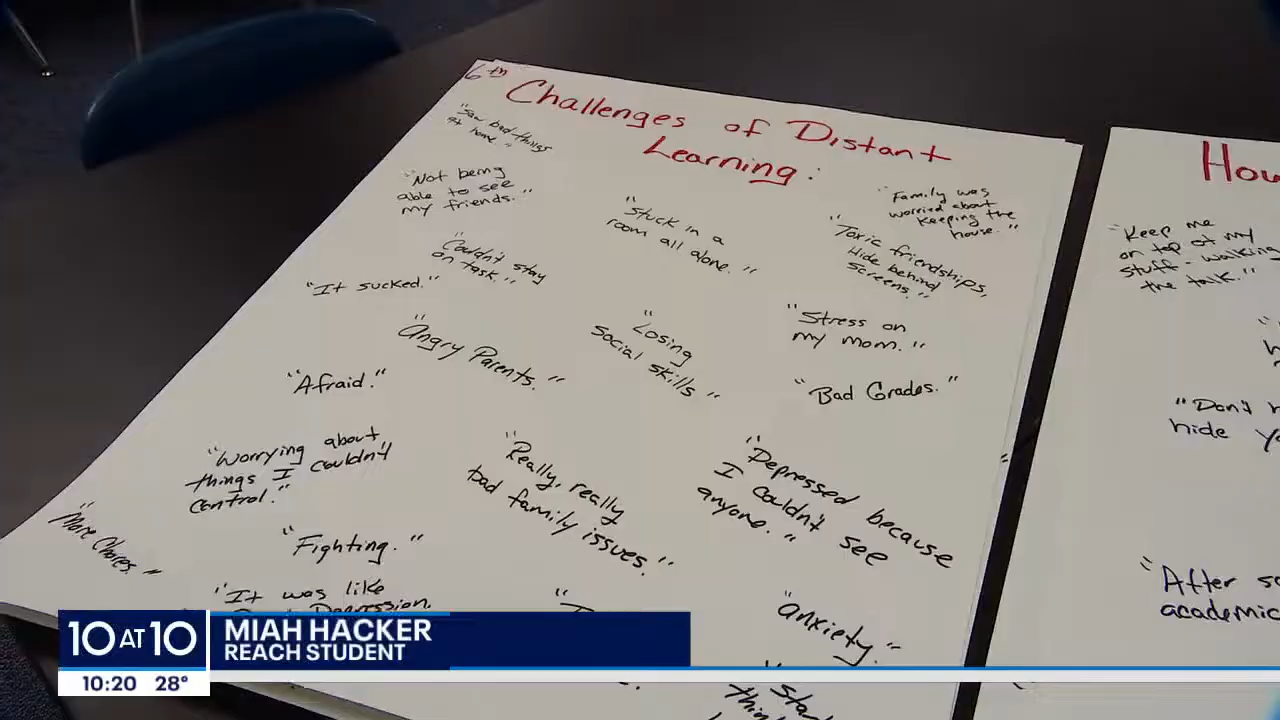 6th
Challenges of Distant
Learning:
"Saw bad things
at home."
"Not being
able to see
my friends."
"Stuck in a
room all alone."
"Family was
worried about
keeping the
house."
"Toxic friendships,
Hide behind
screens."
"Couldn't stay
on task."
"It sucked."
"Angry Parents."
"Losing
social skills"
"Stress on
my mom."
"Afraid."
"Bad Grades."
"Worrying about
things I couldn't
control."
"Really, really
bad family issues."
"Depressed because
I couldn't see
anyone."
"More Chores."
"Fighting."
"It was like
Depression.
"anxiety."
How
"Keep me
on top of my
stuff - walking
the talk."
"Don't
hide
"After
academic
10 AT 10
MIAH HACKER
REACH STUDENT
10:20 28°